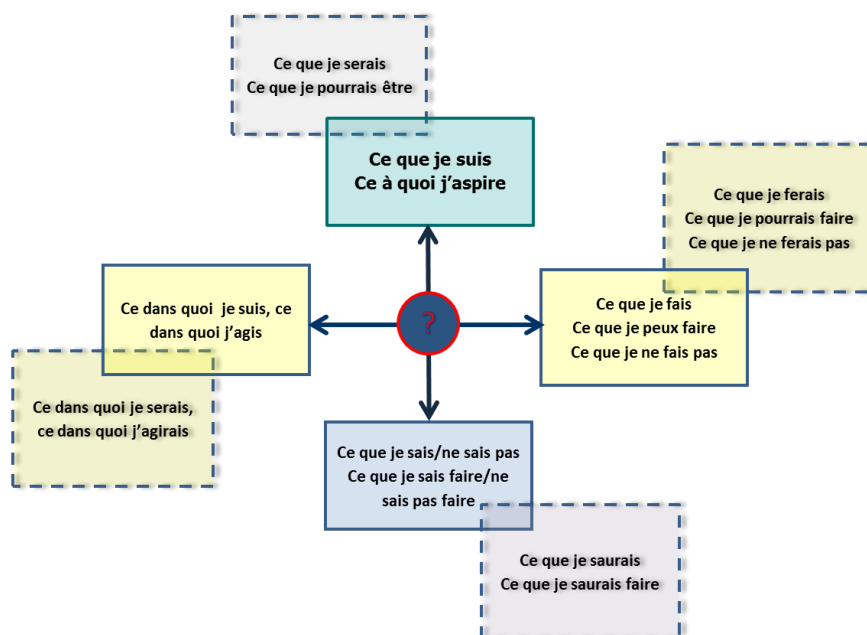 Ce que je serais
Ce que je pourrais être
Ce que je suis
Ce à quoi j’aspire
Ce que je ferais
Ce que je pourrais faire
Ce que je ne ferais pas
Ce dans quoi je suis, ce
dans quoi j’agis
?
Ce que je fais
Ce que je peux faire
Ce que je ne fais pas
Ce dans quoi je serais,
ce dans quoi j’agirais
Ce que je sais/ne sais pas
Ce que je sais faire/ne
sais pas faire
Ce que je saurais
Ce que je saurais faire